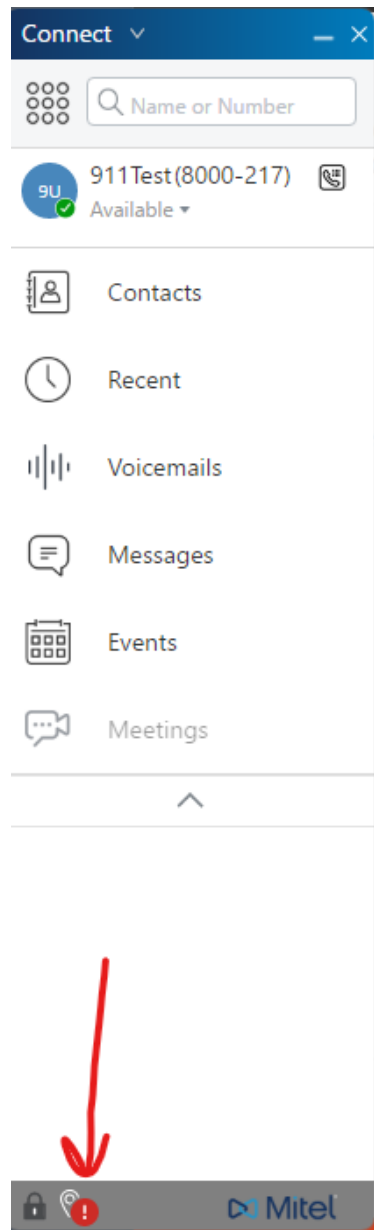 Connect
Name or Number
9U
911Test(8000-217)
Available
Contacts
Recent
Voicemails
Messages
Events
Meetings
Mitel